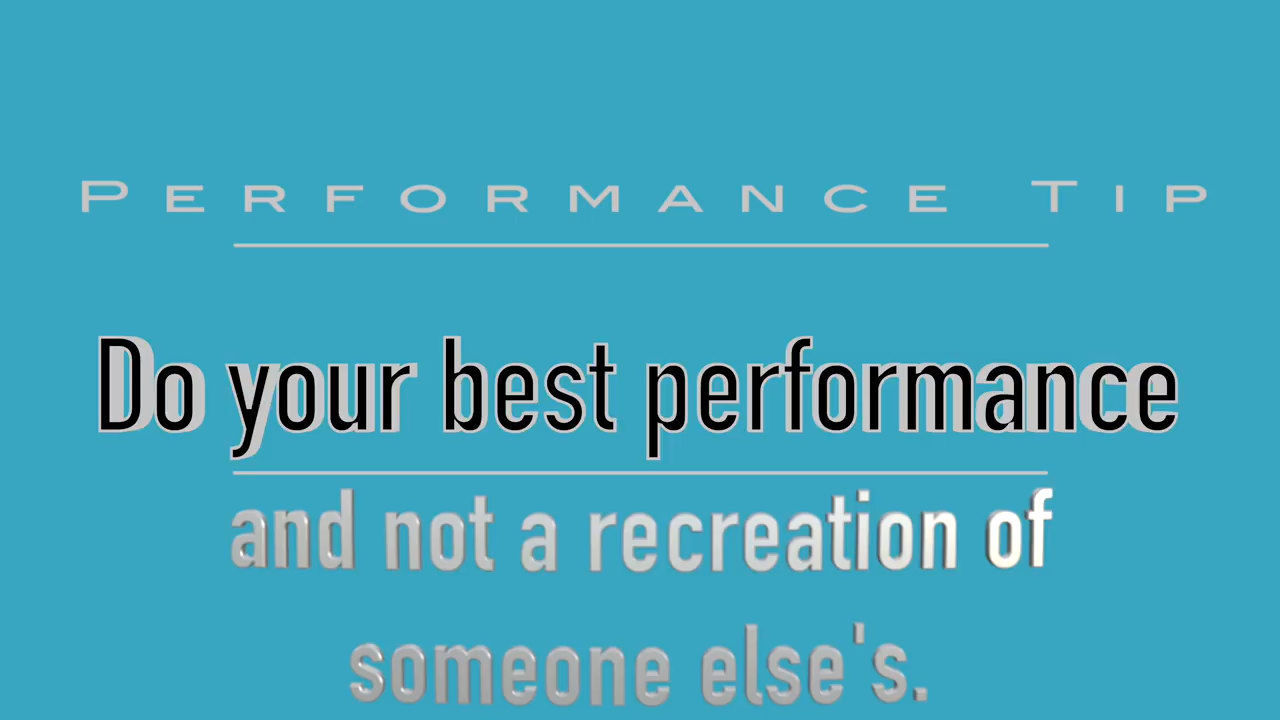 Performance Tip
Do your best performance
and not a recreation of
someone else's.